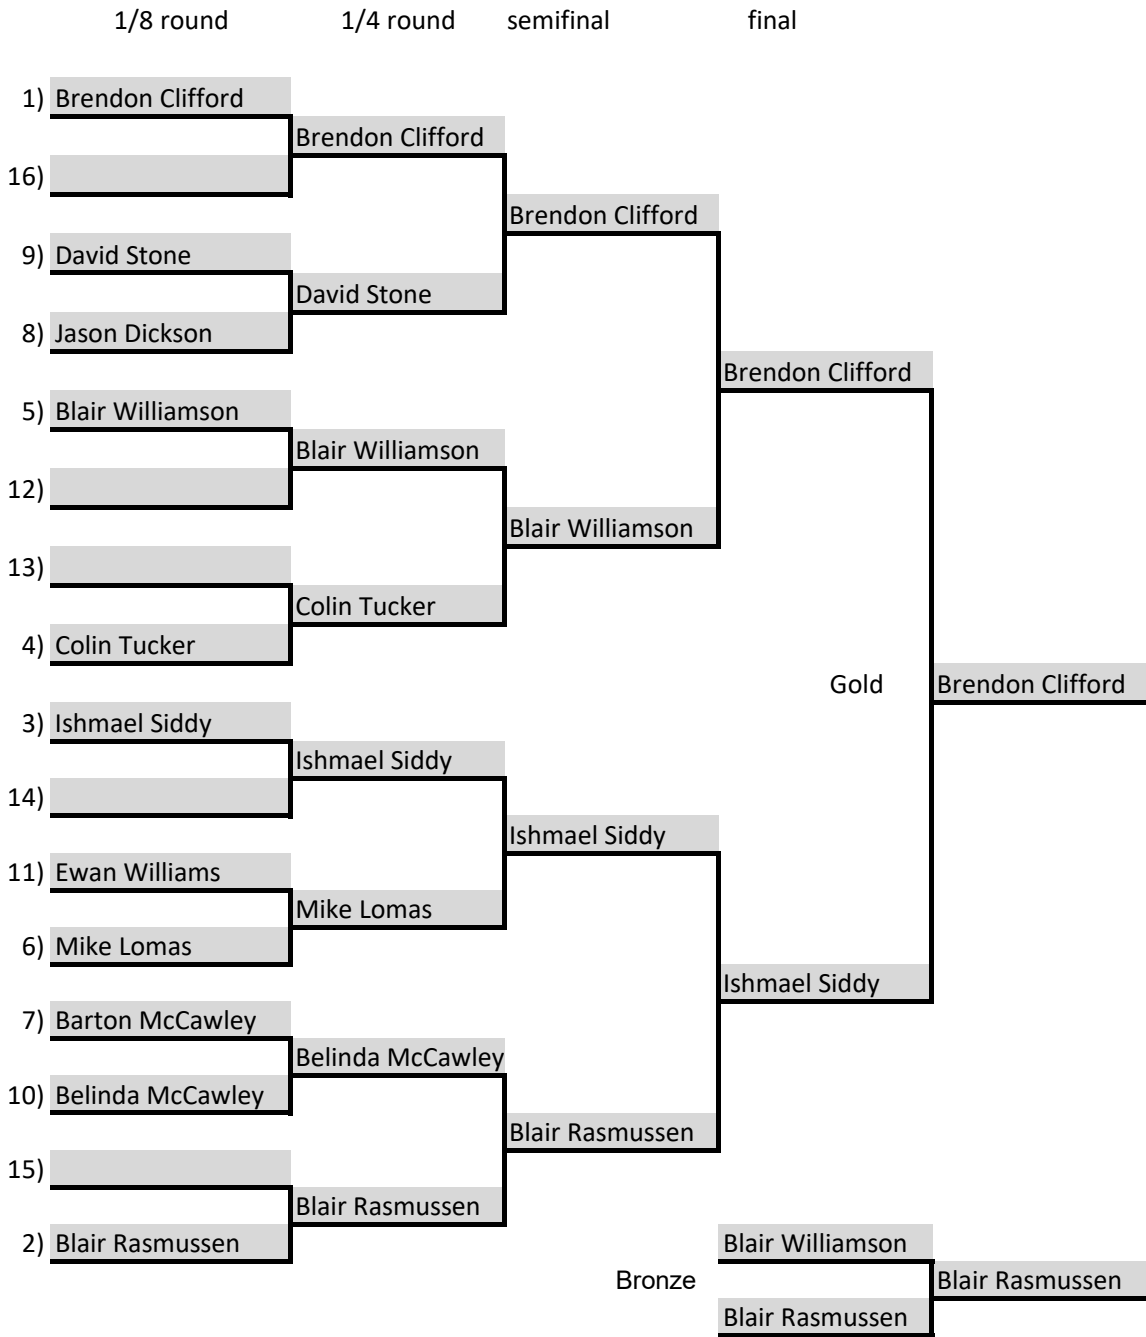 1/8 round 1/4 round semifinal final
1) Brendon Clifford
Brendon Clifford
16)
Brendon Clifford
9) David Stone
David Stone
8) Jason Dickson
Brendon Clifford
5) Blair Williamson
Blair Williamson
12)
Blair Williamson
13)
Colin Tucker
4) Colin Tucker
Gold Brendon Clifford
3) Ishmael Siddy
Ishmael Siddy
14)
Ishmael Siddy
11) Ewan Williams
Mike Lomas
6) Mike Lomas
Ishmael Siddy
7) Barton McCawley
Belinda McCawley
10) Belinda McCawley
Blair Rasmussen
15)
Blair Rasmussen
2) Blair Rasmussen
Blair Williamson
Bronze Blair Rasmussen
Blair Rasmussen